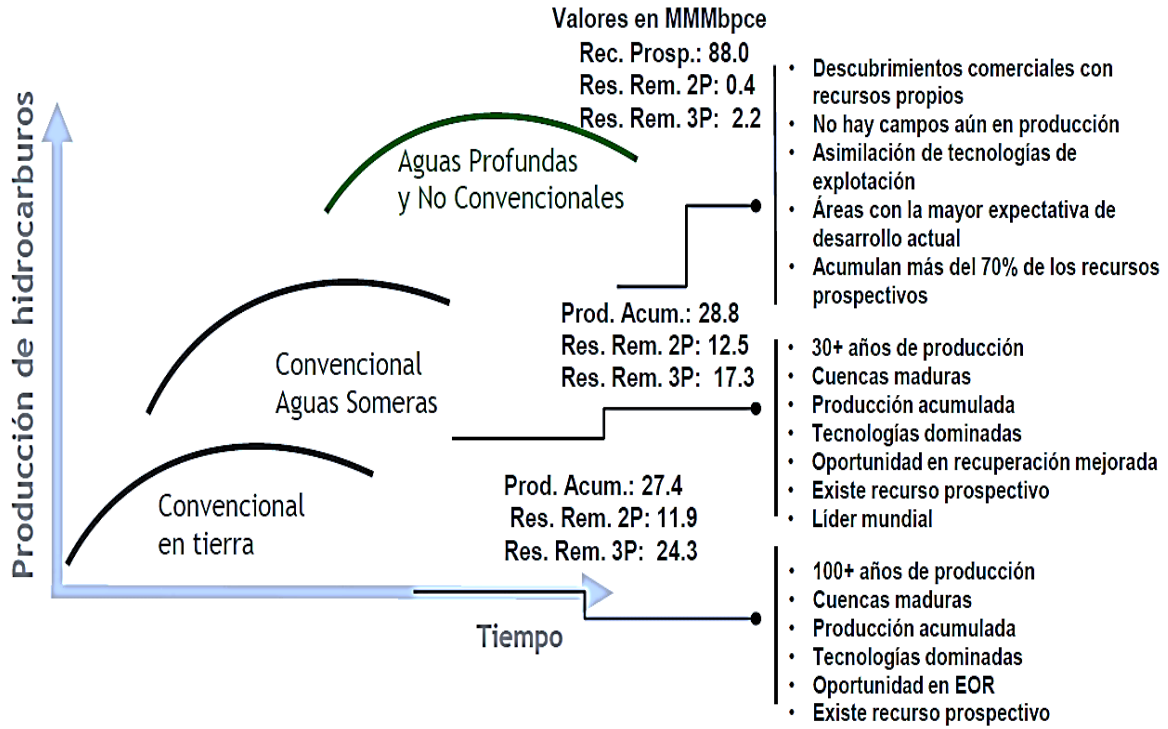 Valores en MMMbpce
Rec. Prosp.: 88.0
Res. Rem. 2P: 0.4
Res. Rem. 3P: 2.2
Aguas Profundas
y No Convencionales
• Descubrimientos comerciales con
recursos propios
• No hay campos aún en producción
• Asimilación de tecnologías de
explotación
• Áreas con la mayor expectativa de
desarrollo actual
• Acumulan más del 70% de los recursos
prospectivos
Producción de hidrocarburos
Convencional
Aguas Someras
Prod. Acum.: 28.8
Res. Rem. 2P: 12.5
Res. Rem. 3P: 17.3
• 30+ años de producción
• Cuencas maduras
• Producción acumulada
• Tecnologías dominadas
• Oportunidad en recuperación mejorada
• Existe recurso prospectivo
• Líder mundial
Convencional
en tierra
Prod. Acum.: 27.4
Res. Rem. 2P: 11.9
Res. Rem. 3P: 24.3
• 100+ años de producción
• Cuencas maduras
• Producción acumulada
• Tecnologías dominadas
• Oportunidad en EOR
• Existe recurso prospectivo
Tiempo